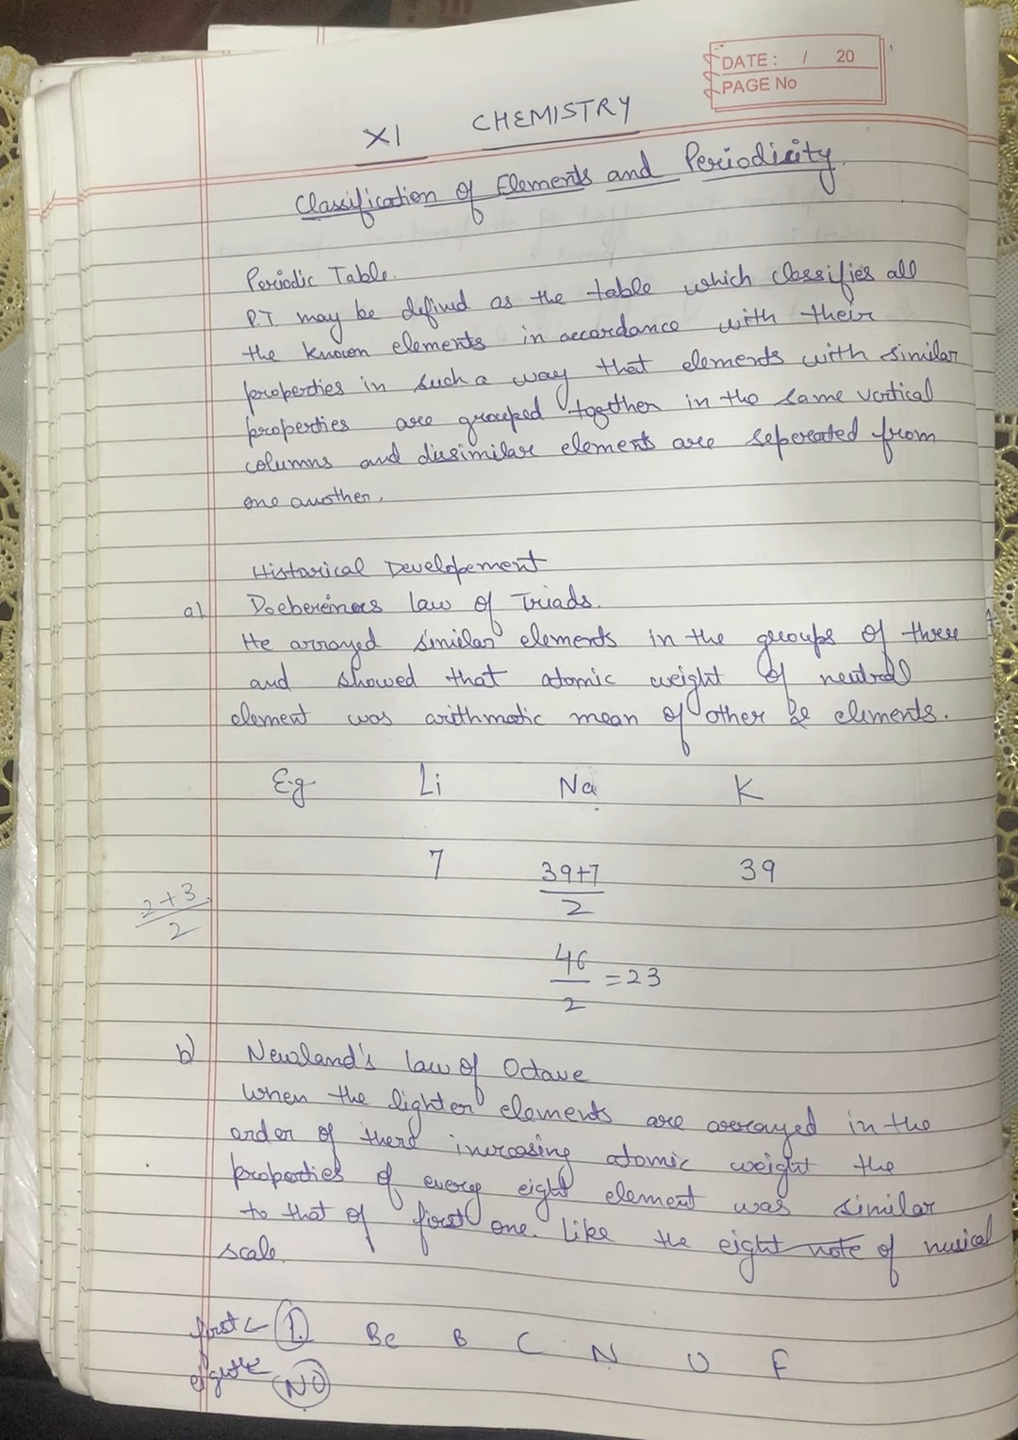 DATE: / 20
PAGE No
XI CHEMISTRY
Classification of Elements and Periodicity.
Periodic Table.
P.T may be defined as the table which classifies all
the known elements in accordance with their
properties in such a way that elements with similar
properties are grouped together in the same vertical
columns and dissimilar elements are seperated from
one another.
Historical Developement
a) Doebereiners law of Triads.
He arrayed similar elements in the groups of three
and showed that atomic weight of neutral
element was arithmatic mean of other elements.
E.g Li Na K
7 39+7/2 39
2+3/2
46/2 = 23
b) Newland's law of Octave
When the lighter elements are arrayed in the
order of there increasing atomic weight the
properties of every eight element was similar
to that of first one. like the eight note of musical
scale.
first ← Be B C N O F
eight ←